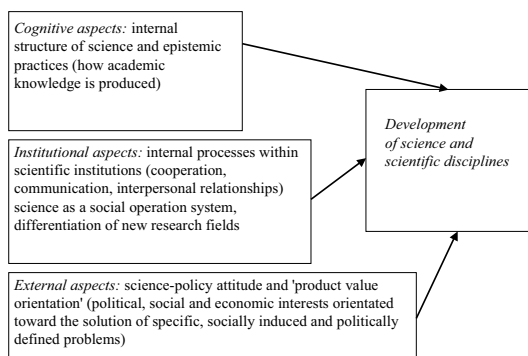 Cognitive aspects: internal
structure of science and epistemic
practices (how academic
knowledge is produced)
Development
of science and
scientific disciplines
Institutional aspects: internal processes within
scientific institutions (cooperation,
communication, interpersonal relationships)
science as a social operation system,
differentiation of new research fields
External aspects: science-policy attitude and 'product value
orientation' (political, social and economic interests orientated
toward the solution of specific, socially induced and politically
defined problems)